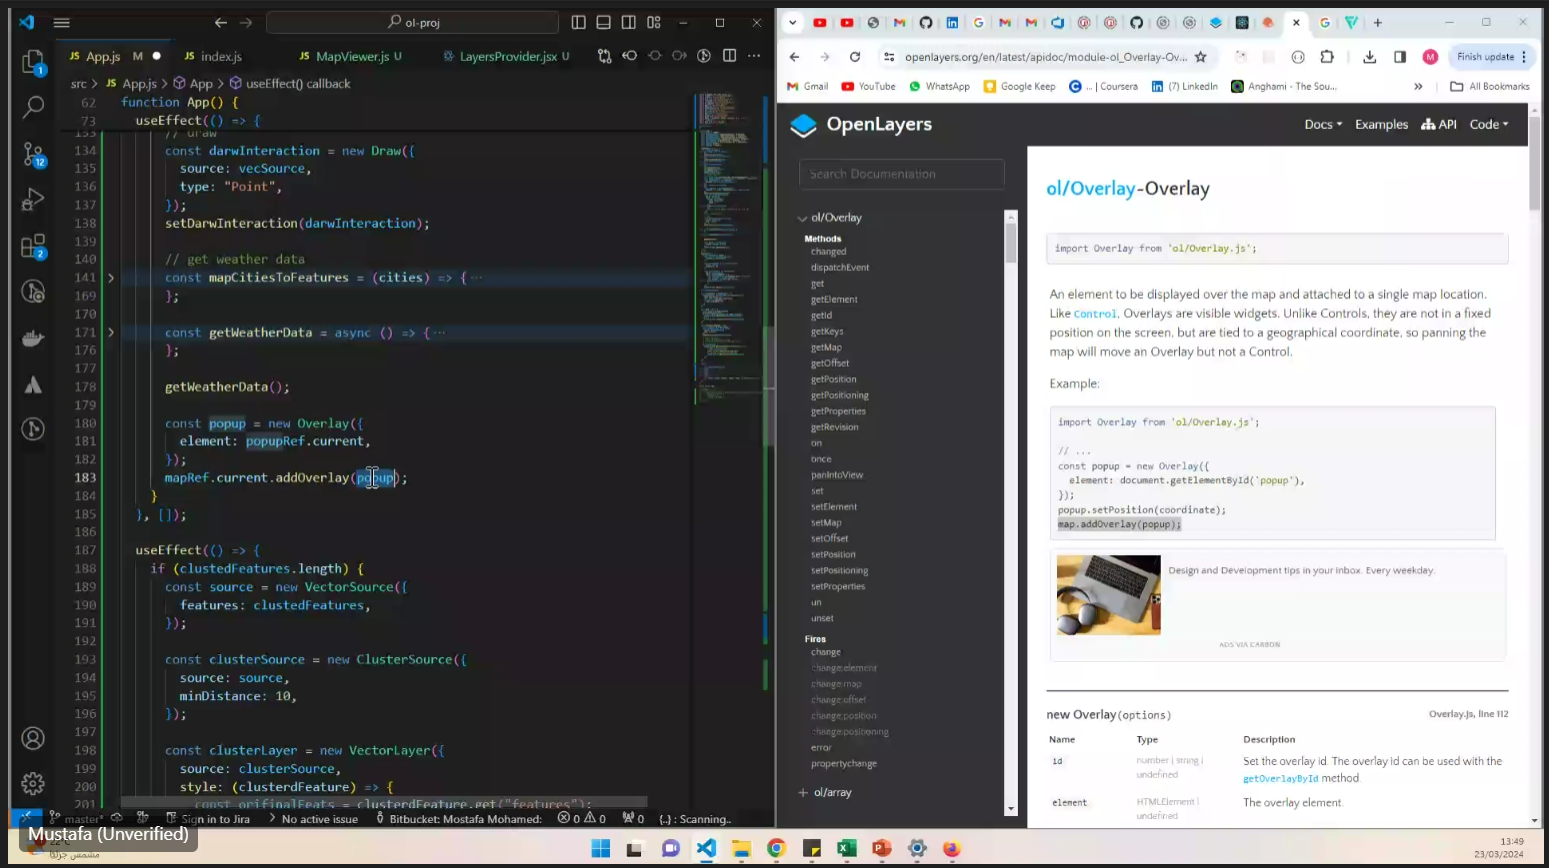 ol-proj
App.js M
index.js
MapViewer.js U
LayersProvider.jsx U
src > App.js > App > useEffect() callback
62 function App() {
73 useEffect(() => {
133 // draw
134 const darwInteraction = new Draw({
135 source: vecSource,
136 type: "Point",
137 });
138 setDarwInteraction(darwInteraction);
139
140 // get weather data
141 const mapCitiesToFeatures = (cities) => {···
169 };
170
171 const getWeatherData = async () => {···
176 };
177
178 getWeatherData();
179
180 const popup = new Overlay({
181 element: popupRef.current,
182 });
183 mapRef.current.addOverlay(popup);
184 }
185 }, []);
186
187 useEffect(() => {
188 if (clustedFeatures.length) {
189 const source = new VectorSource({
190 features: clustedFeatures,
191 });
192
193 const clusterSource = new ClusterSource({
194 source: source,
195 minDistance: 10,
196 });
197
198 const clusterLayer = new VectorLayer({
199 source: clusterSource,
200 style: (clusterdFeature) => {
201 const orifinalFeats = clusterdFeature.get("features");
1
12
2
master*
Sign in to Jira
No active issue
Bitbucket: Mostafa Mohamed:
0 0
0
{..} : Scanning..
Mustafa (Unverified)
openlayers.org/en/latest/apidoc/module-ol_Overlay-Ov...
M
Finish update
Gmail
YouTube
WhatsApp
Google Keep
... | Coursera
(7) LinkedIn
Anghami - The Sou...
»
All Bookmarks
OpenLayers
Docs
Examples
API
Code
Search Documentation
ol/Overlay
Methods
changed
dispatchEvent
get
getElement
getId
getKeys
getMap
getOffset
getPosition
getPositioning
getProperties
getRevision
on
once
panIntoView
set
setElement
setMap
setOffset
setPosition
setPositioning
setProperties
un
unset
Fires
change
change:element
change:map
change:offset
change:position
change:positioning
error
propertychange
ol/array
ol/Overlay-Overlay
import Overlay from 'ol/Overlay.js';
An element to be displayed over the map and attached to a single map location.
Like Control, Overlays are visible widgets. Unlike Controls, they are not in a fixed
position on the screen, but are tied to a geographical coordinate, so panning the
map will move an Overlay but not a Control.
Example:
import Overlay from 'ol/Overlay.js';
// ...
const popup = new Overlay({
element: document.getElementById('popup'),
});
popup.setPosition(coordinate);
map.addOverlay(popup);
Design and Development tips in your inbox. Every weekday.
ADS VIA CARBON
new Overlay(options)
Overlay.js, line 112
Name Type Description
id number | string | undefined Set the overlay id. The overlay id can be used with the
getOverlayById method.
element HTMLElement | undefined The overlay element.
مشمس جزئيًا
13:49
23/03/2024